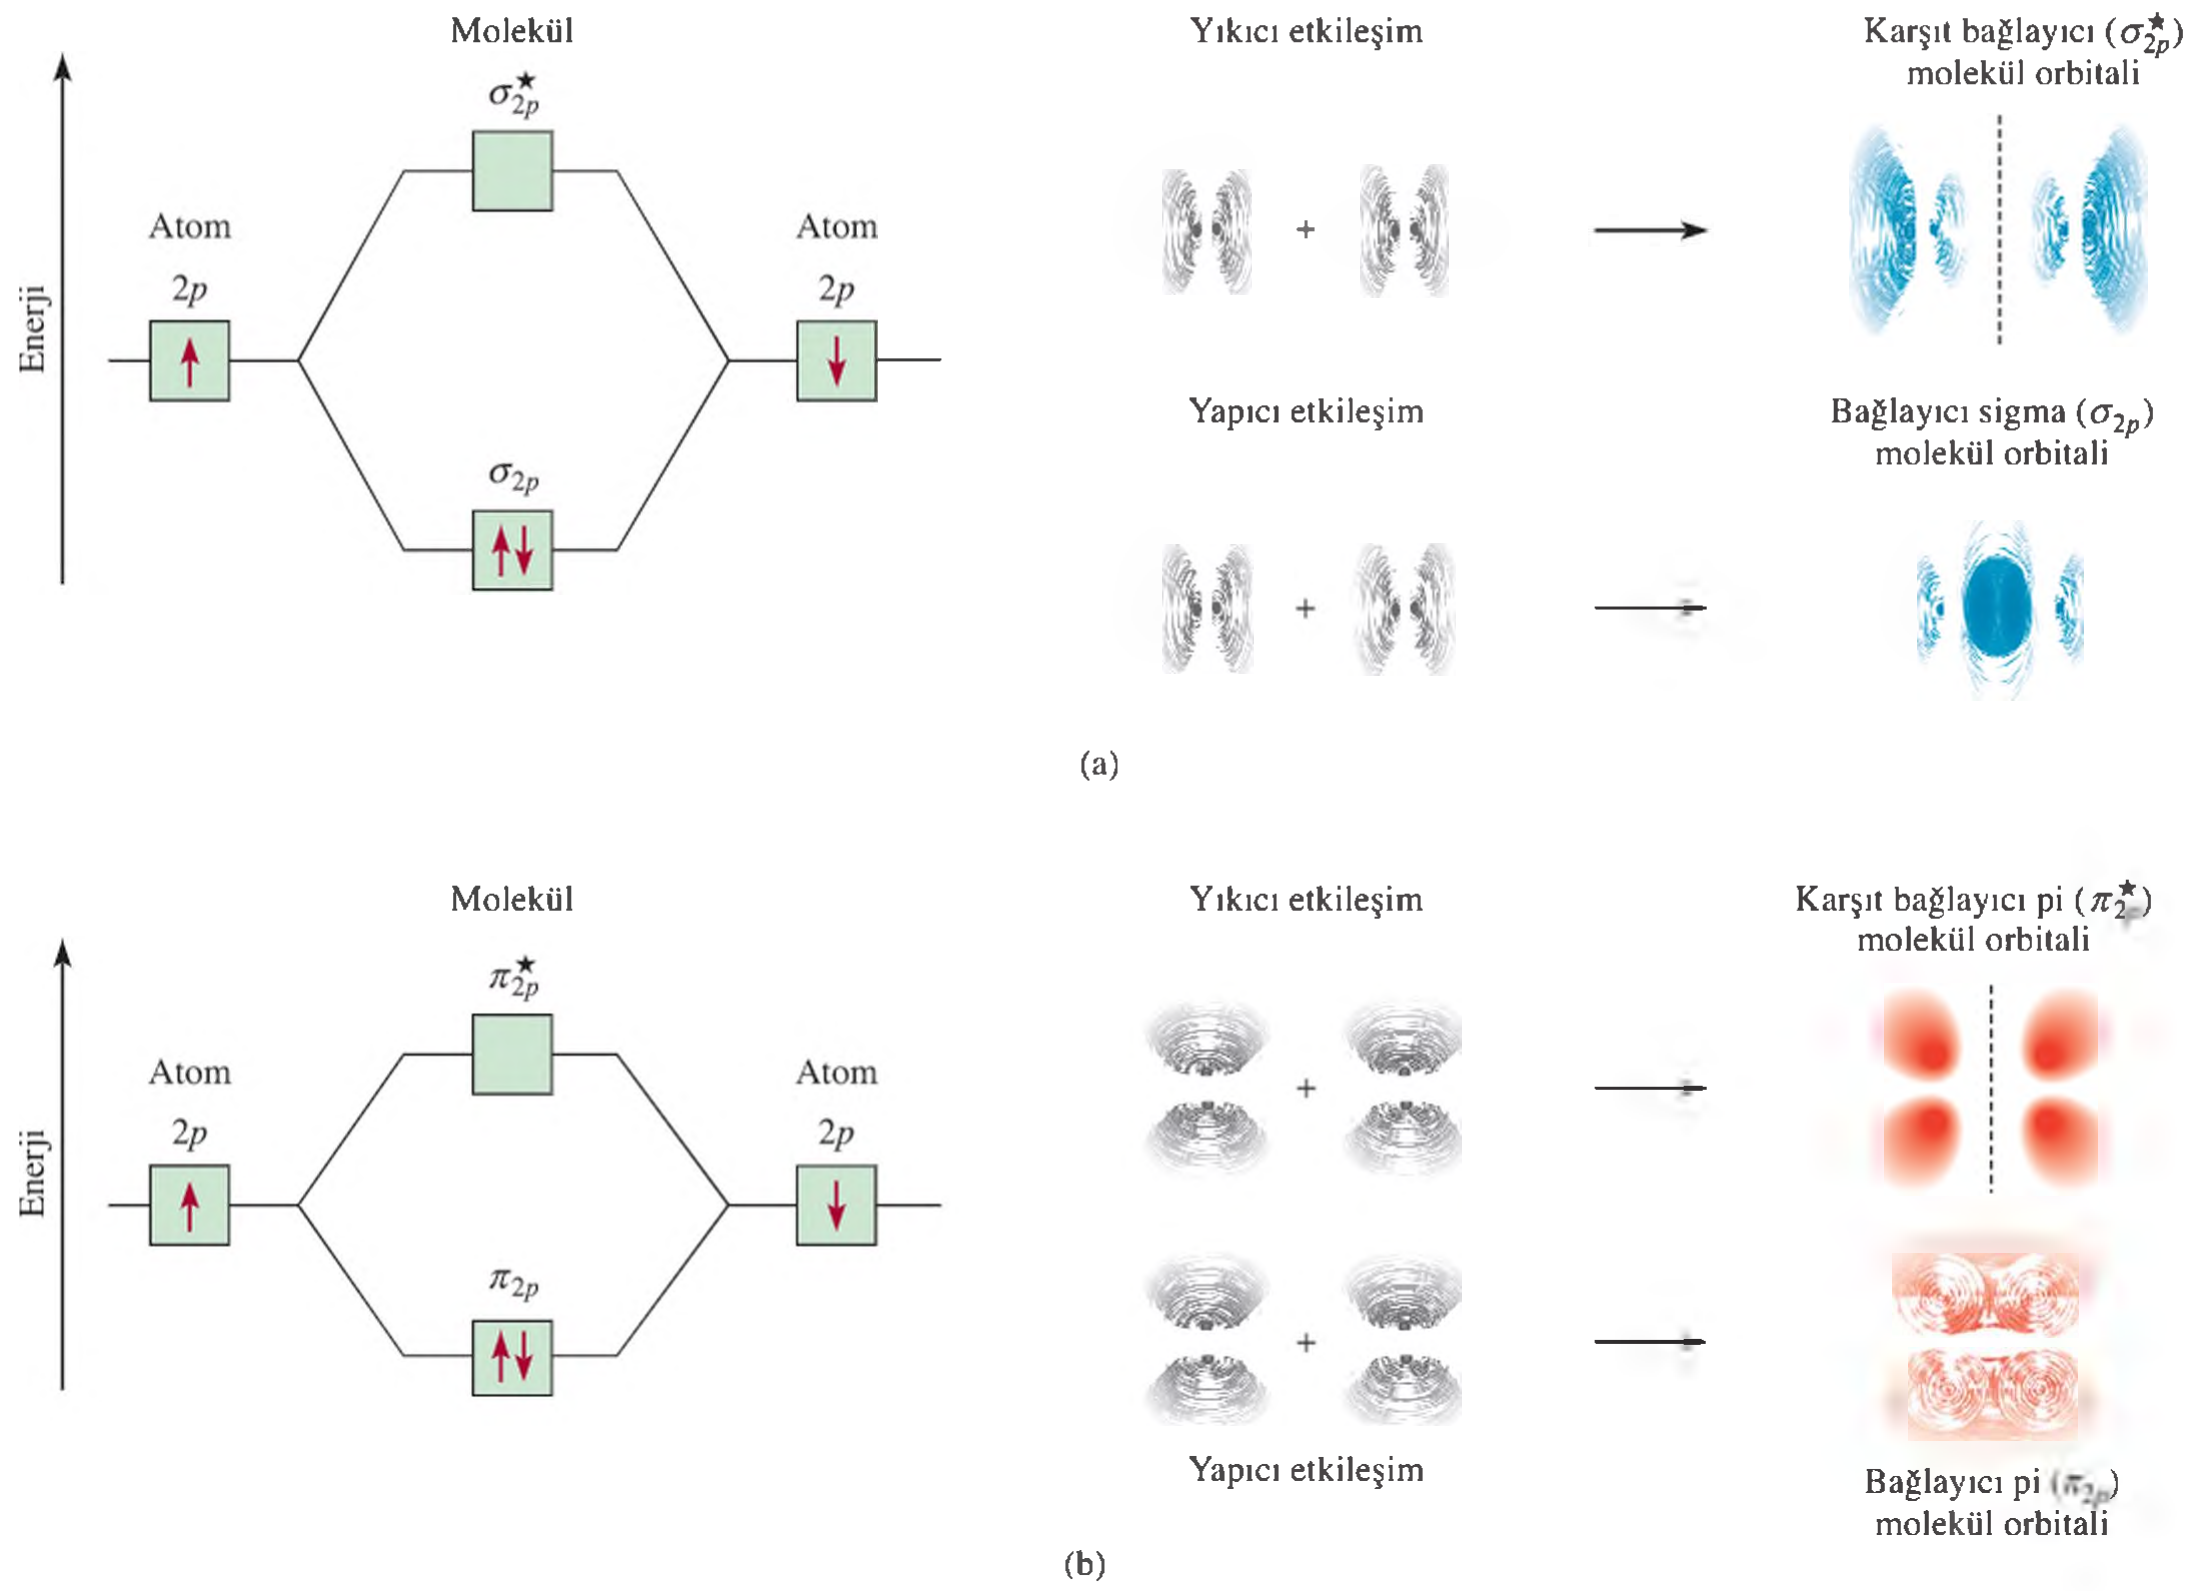 Molekül
Yıkıcı etkileşim
Karşıt bağlayıcı (σ★2p)
molekül orbitali
σ★2p
Atom
2p
Atom
2p
Enerji
+
Yapıcı etkileşim
Bağlayıcı sigma (σ2p)
molekül orbitali
σ2p
+
(a)
Molekül
Yıkıcı etkileşim
Karşıt bağlayıcı pi (π★2p)
molekül orbitali
π★2p
Atom
2p
Atom
2p
Enerji
+
π2p
+
Yapıcı etkileşim
Bağlayıcı pi (π2p)
molekül orbitali
(b)